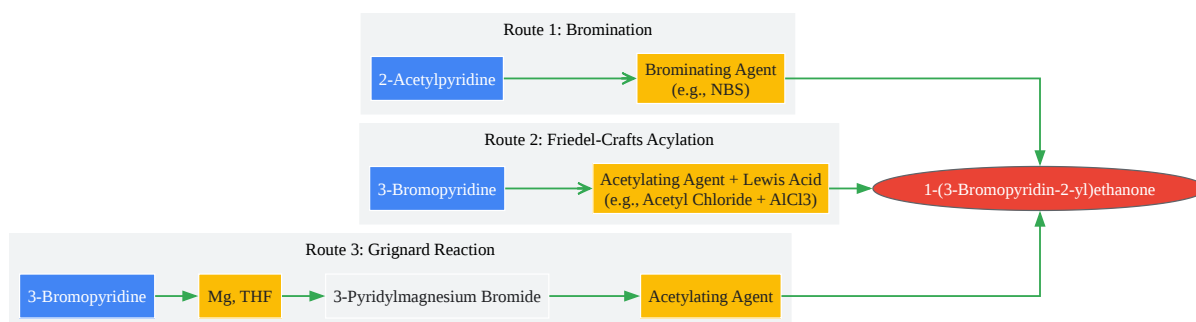 Route 1: Bromination
2-Acetylpyridine
Brominating Agent
(e.g., NBS)
Route 2: Friedel-Crafts Acylation
3-Bromopyridine
Acetylating Agent + Lewis Acid
(e.g., Acetyl Chloride + AlCl3)
1-(3-Bromopyridin-2-yl)ethanone
Route 3: Grignard Reaction
3-Bromopyridine
Mg, THF
3-Pyridylmagnesium Bromide
Acetylating Agent